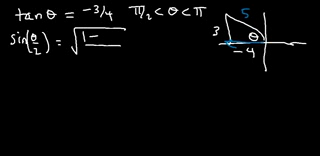 tan θ = -3/4   π/2 < θ < π
sin(θ/2) = √(1 -
5
3
θ
-4